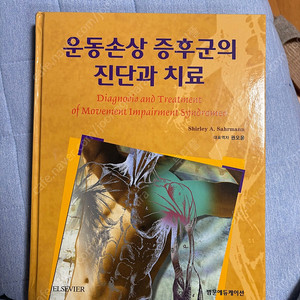 운동손상 증후군의
진단과 치료
Diagnosis and Treatment
of Movement Impairment Syndromes
Shirley A. Sahrmann
ELSEVIER